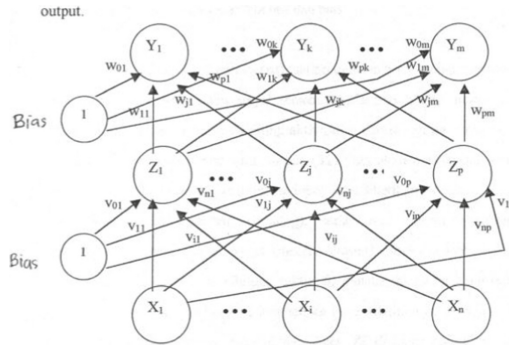 output.
Y1 ••• Yk ••• Ym
w01 w0k w0m
wp1 w1k wpk w1m
1
Bias w11 wj1 wjk wjm wpm
Z1 ••• Zj ••• Zp
v01 vn1 v0j vnj v0p
v11 v1j vip v1
1 vi1 vij vnp
Bias
X1 ••• Xi ••• Xn